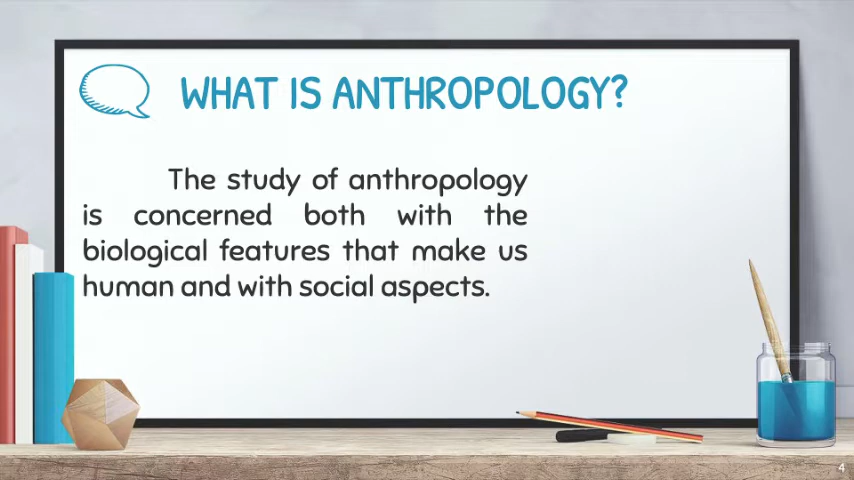 WHAT IS ANTHROPOLOGY?
The study of anthropology
is concerned both with the
biological features that make us
human and with social aspects.
4